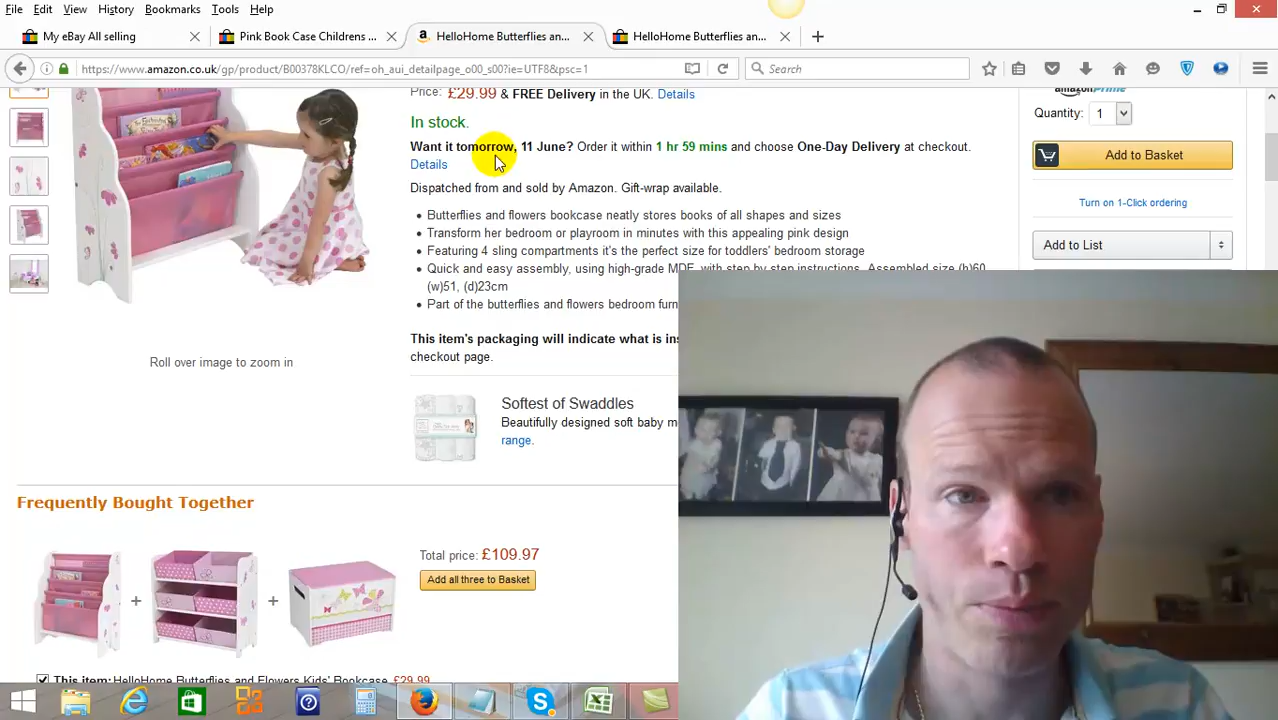 File Edit View History Bookmarks Tools Help
My eBay All selling
Pink Book Case Childrens ...
HelloHome Butterflies an...
HelloHome Butterflies an...
https://www.amazon.co.uk/gp/product/B00378KLCO/ref=oh_aui_detailpage_o00_s00?ie=UTF8&psc=1
Search
Price: £29.99 & FREE Delivery in the UK. Details
In stock.
Want it tomorrow, 11 June? Order it within 1 hr 59 mins and choose One-Day Delivery at checkout.
Details
Dispatched from and sold by Amazon. Gift-wrap available.
Butterflies and flowers bookcase neatly stores books of all shapes and sizes
Transform her bedroom or playroom in minutes with this appealing pink design
Featuring 4 sling compartments it's the perfect size for toddlers' bedroom storage
Quick and easy assembly, using high-grade MDF, with step by step instructions. Assembled size (h)60
(w)51, (d)23cm
Part of the butterflies and flowers bedroom furn
This item's packaging will indicate what is ins
checkout page.
Roll over image to zoom in
Softest of Swaddles
Beautifully designed soft baby m
range.
Frequently Bought Together
Total price: £109.97
Add all three to Basket
This item: HelloHome Butterflies and Flowers Kids' Bookcase £29.99
amazonPrime
Quantity: 1
Add to Basket
Turn on 1-Click ordering
Add to List